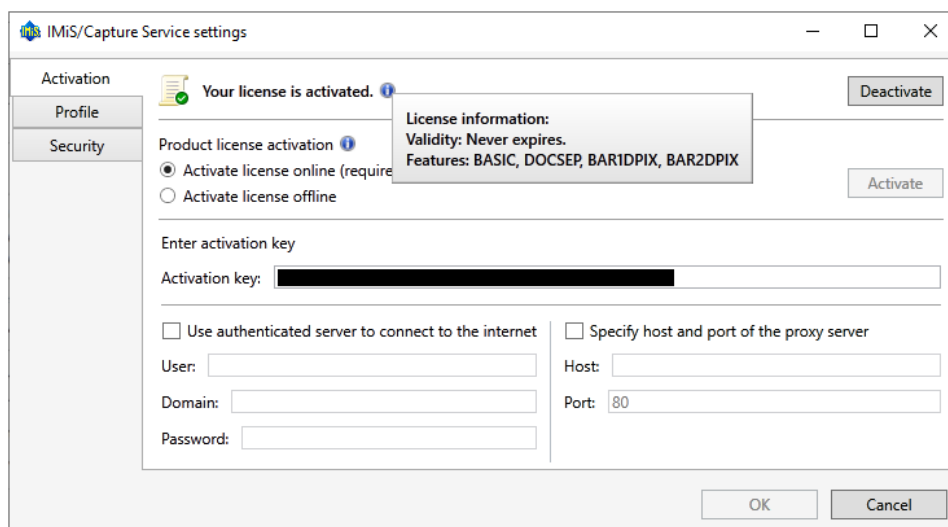 IMiS/Capture Service settings
Activation
Profile
Security
Your license is activated.
Deactivate
License information:
Validity: Never expires.
Features: BASIC, DOCSEP, BAR1DPIX, BAR2DPIX
Product license activation
Activate license online (require
Activate license offline
Activate
Enter activation key
Activation key:
Use authenticated server to connect to the internet
User:
Domain:
Password:
Specify host and port of the proxy server
Host:
Port: 80
OK
Cancel